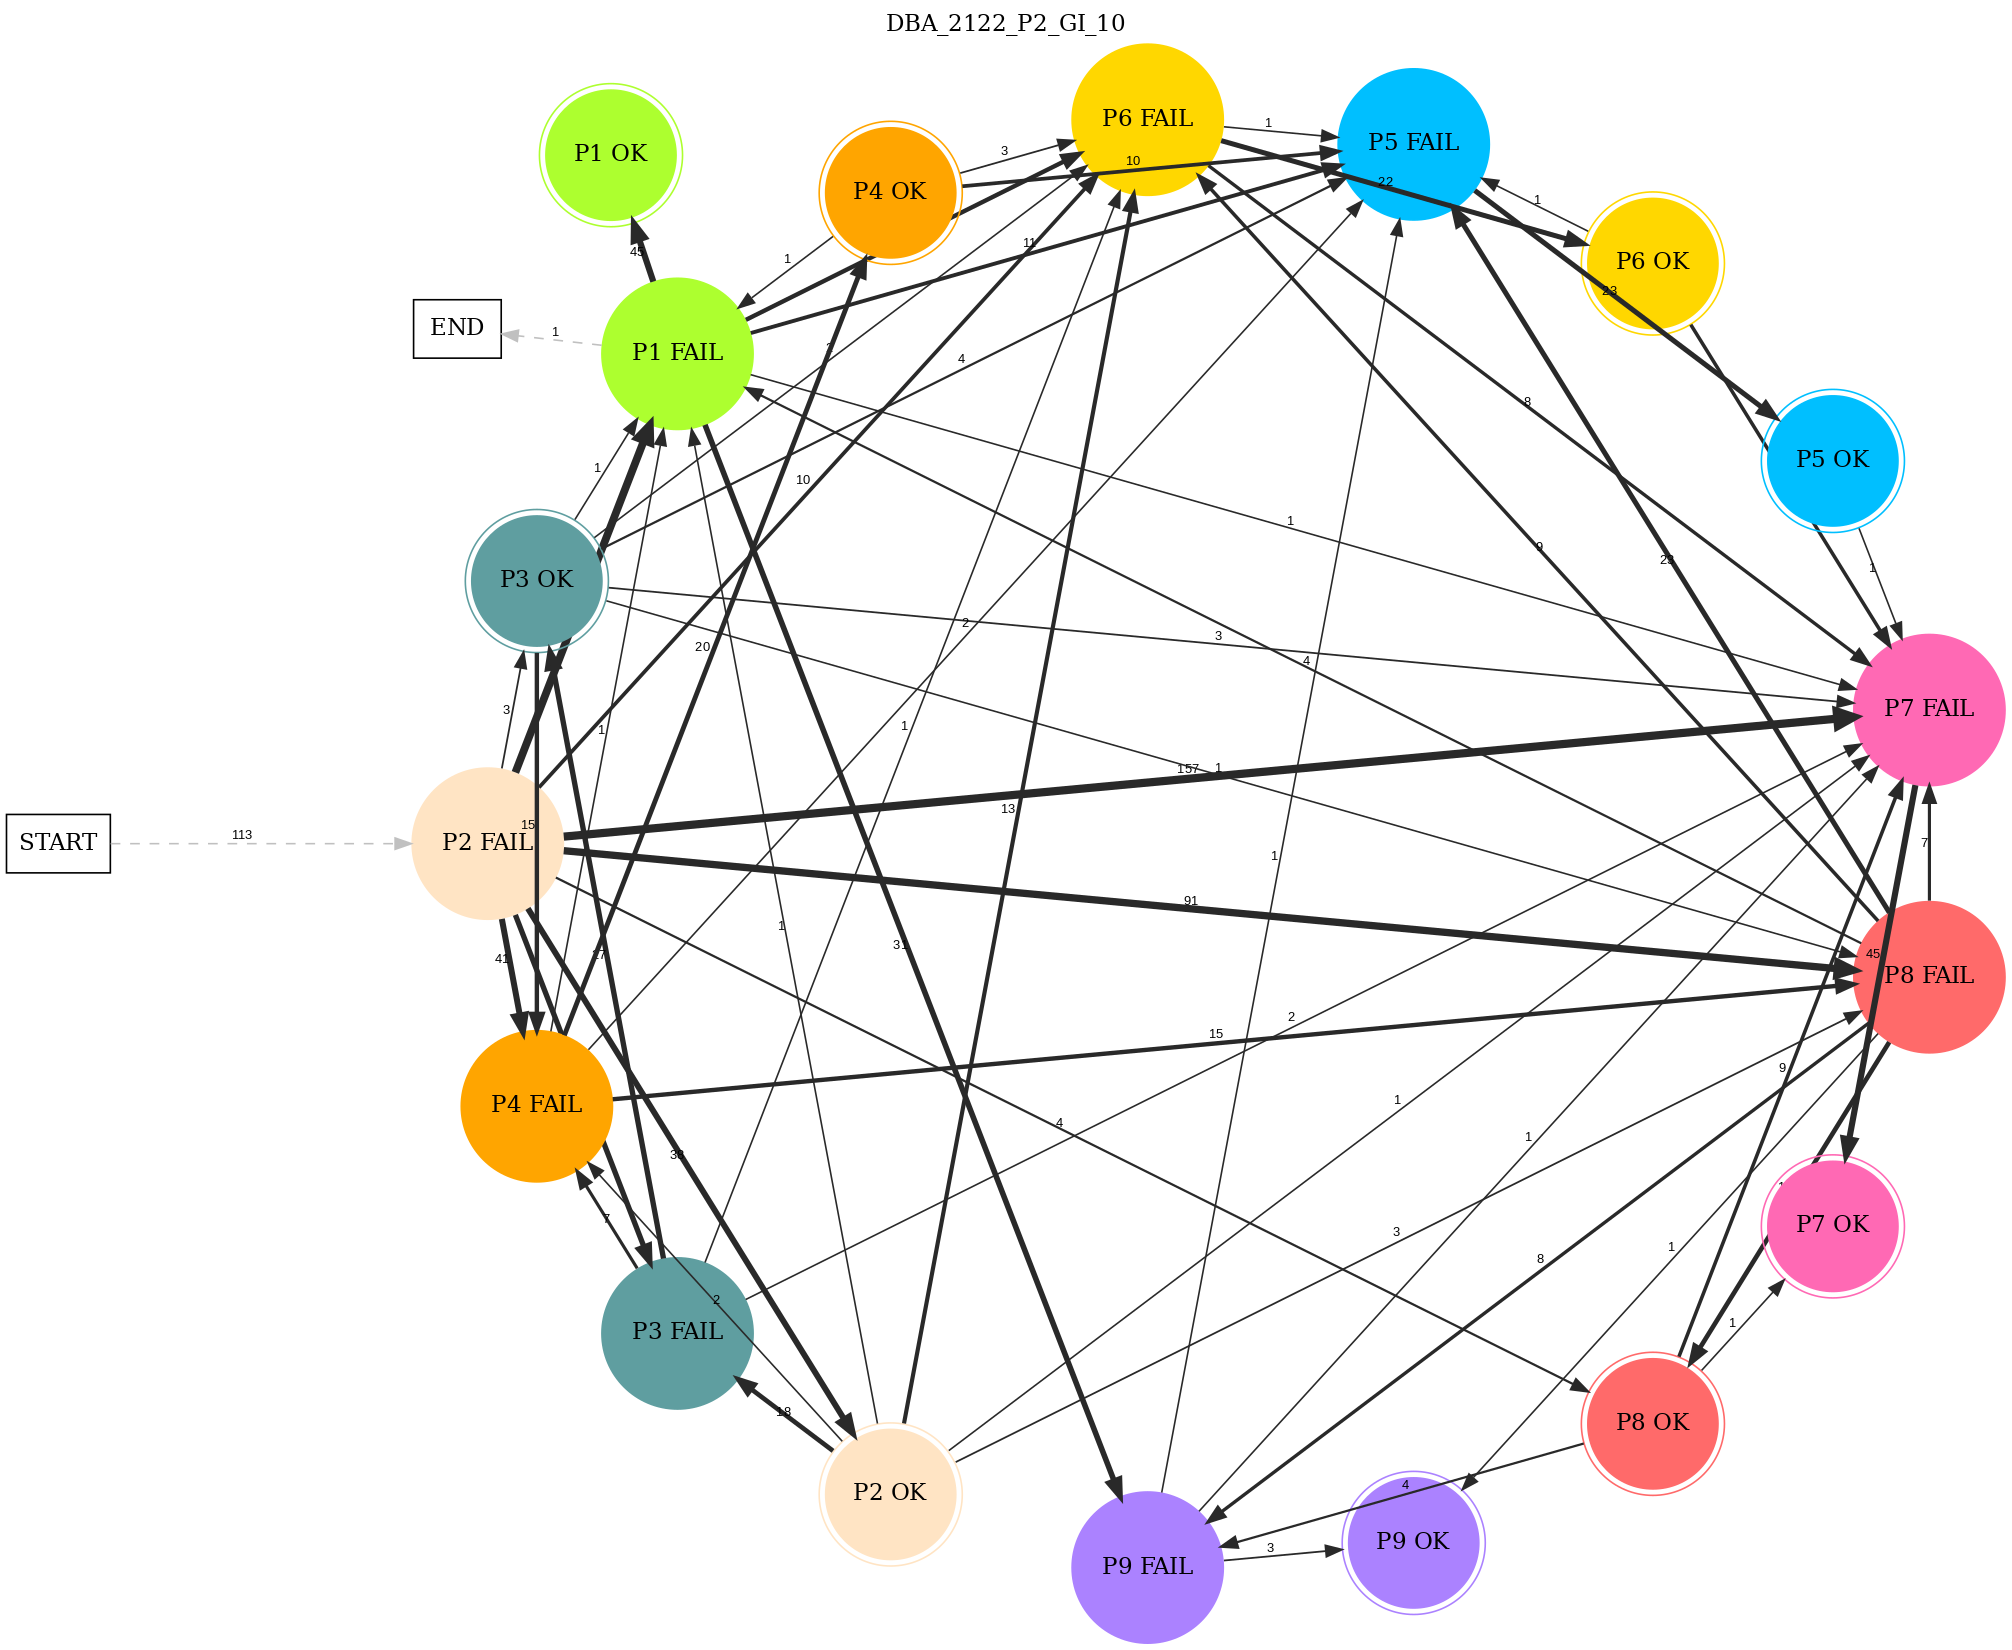 DBA_2122_P2_GI_10
P6 FAIL
P5 FAIL
P1 OK
P4 OK
P6 OK
END
P1 FAIL
P5 OK
P3 OK
P7 FAIL
START
P2 FAIL
P8 FAIL
P4 FAIL
P7 OK
P3 FAIL
P8 OK
P2 OK
P9 FAIL
P9 OK
1
3
10
22
1
45
1
11
23
1
4
8
1
10
1
9
23
1
2
3
20
4
3
1
1
157
1
13
113
15
7
1
91
1
31
41
45
2
15
9
1
4
1
38
7
3
1
8
2
1
18
4
3